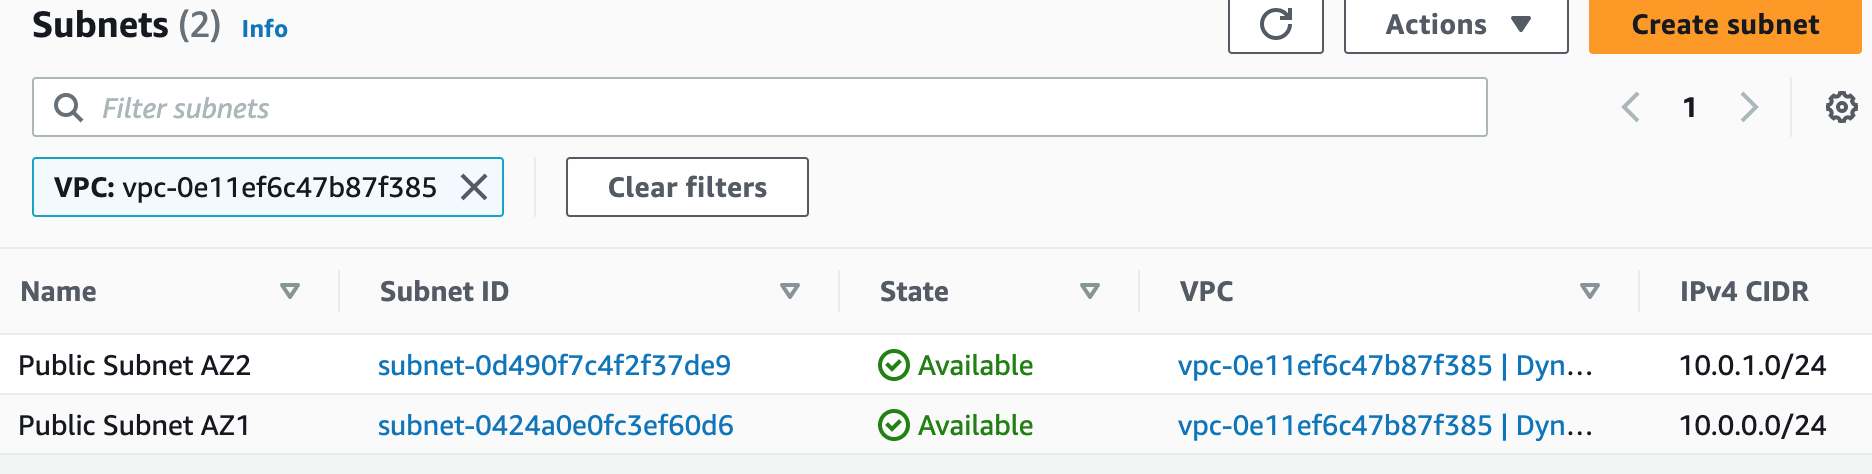 Subnets (2) Info
Actions
Create subnet
Filter subnets
1
VPC: vpc-0e11ef6c47b87f385
Clear filters
Name Subnet ID State VPC IPv4 CIDR
Public Subnet AZ2 subnet-0d490f7c4f2f37de9 Available vpc-0e11ef6c47b87f385 | Dyn... 10.0.1.0/24
Public Subnet AZ1 subnet-0424a0e0fc3ef60d6 Available vpc-0e11ef6c47b87f385 | Dyn... 10.0.0.0/24